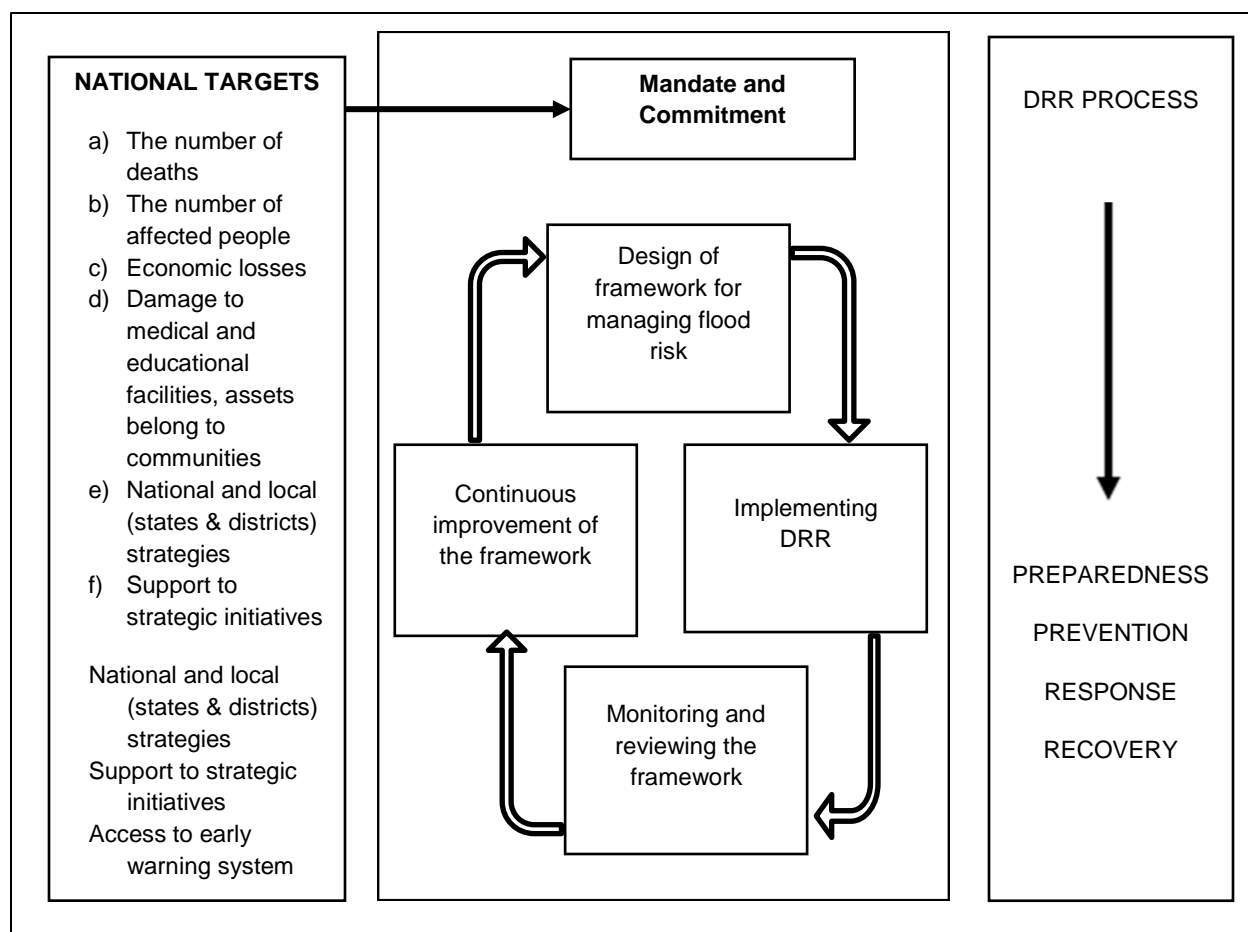 NATIONAL TARGETS
a) The number of
deaths
b) The number of
affected people
c) Economic losses
d) Damage to
medical and
educational
facilities, assets
belong to
communities
e) National and local
(states & districts)
strategies
f) Support to
strategic initiatives
National and local
(states & districts)
strategies
Support to strategic
initiatives
Access to early
warning system
Mandate and
Commitment
Design of
framework for
managing flood
risk
Implementing
DRR
Monitoring and
reviewing the
framework
Continuous
improvement of
the framework
DRR PROCESS
PREPAREDNESS
PREVENTION
RESPONSE
RECOVERY